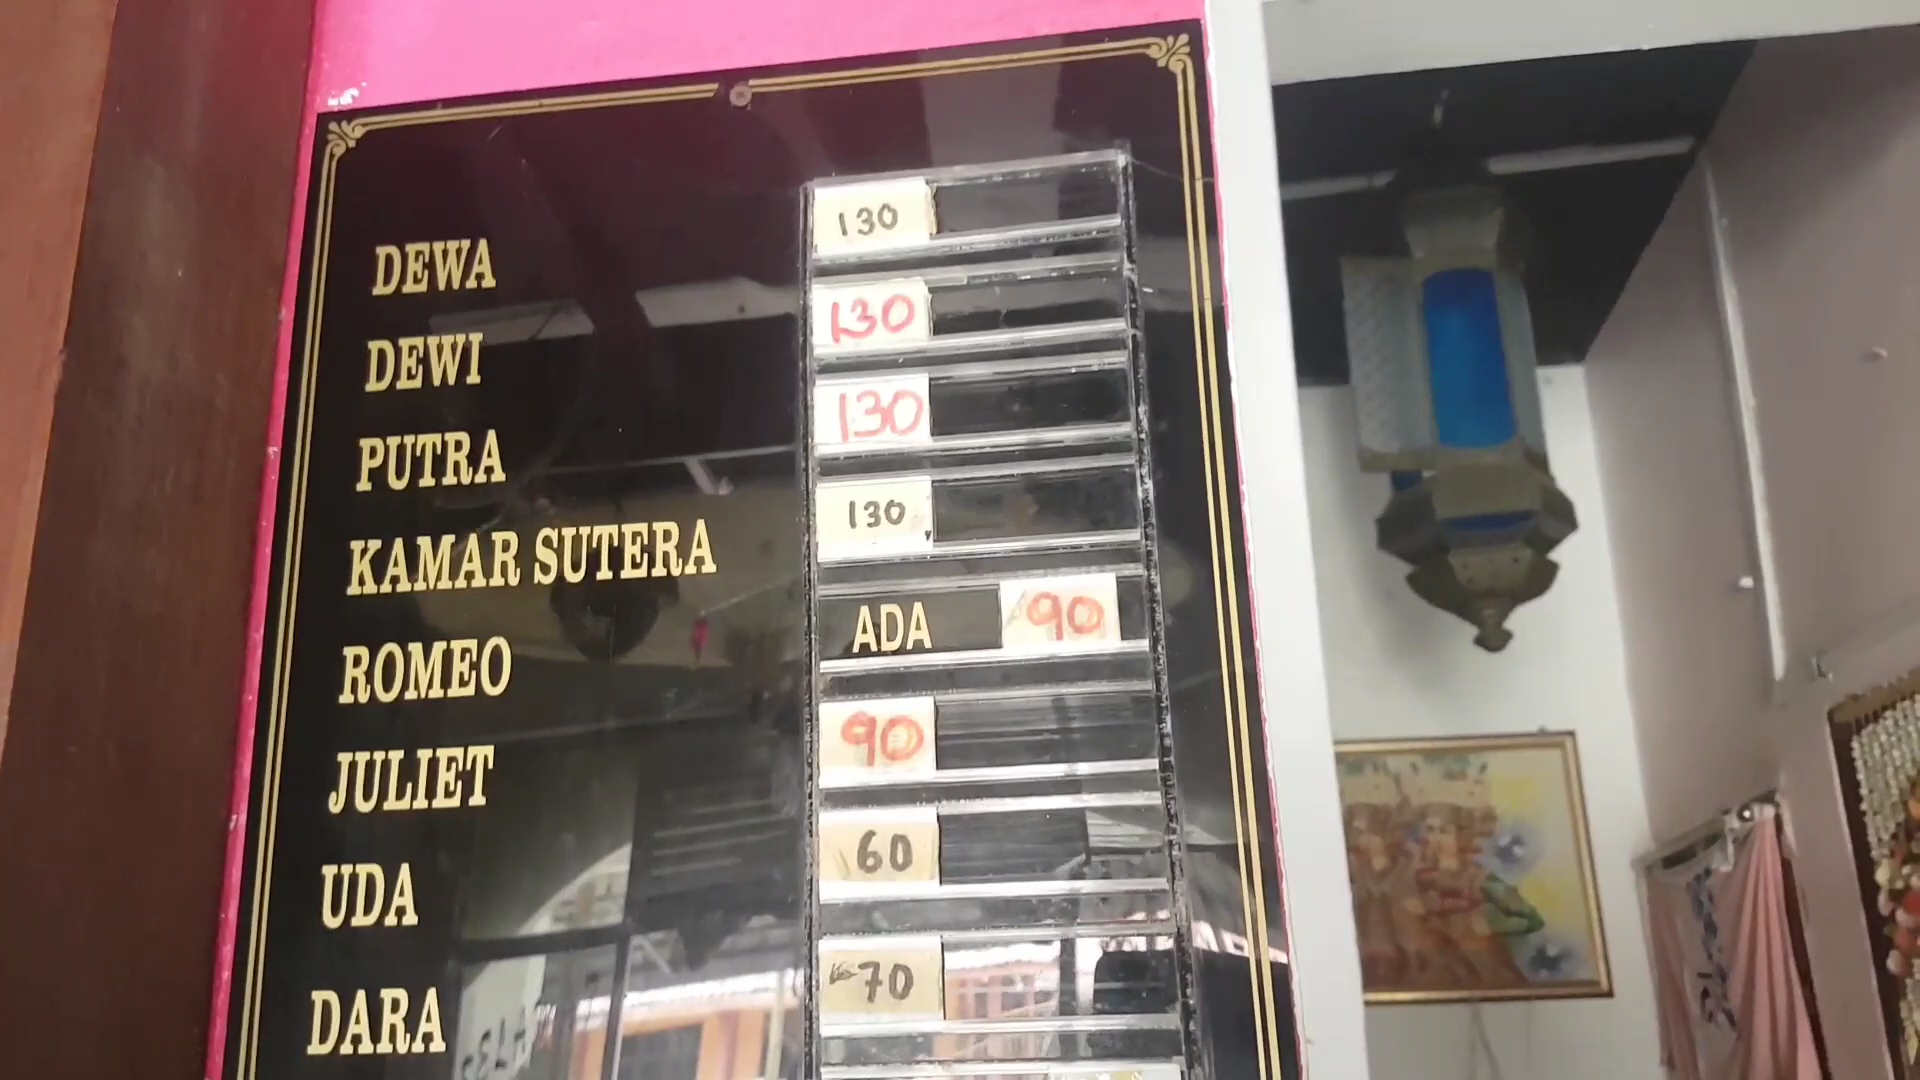 DEWA 130
DEWI 130
PUTRA 130
KAMAR SUTERA 130
ROMEO ADA 90
JULIET 90
UDA 60
DARA 70